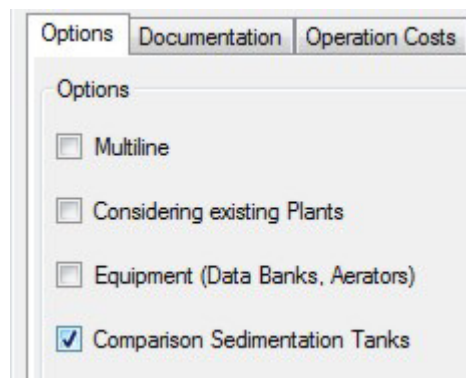 Options Documentation Operation Costs
Options
Multiline
Considering existing Plants
Equipment (Data Banks, Aerators)
Comparison Sedimentation Tanks